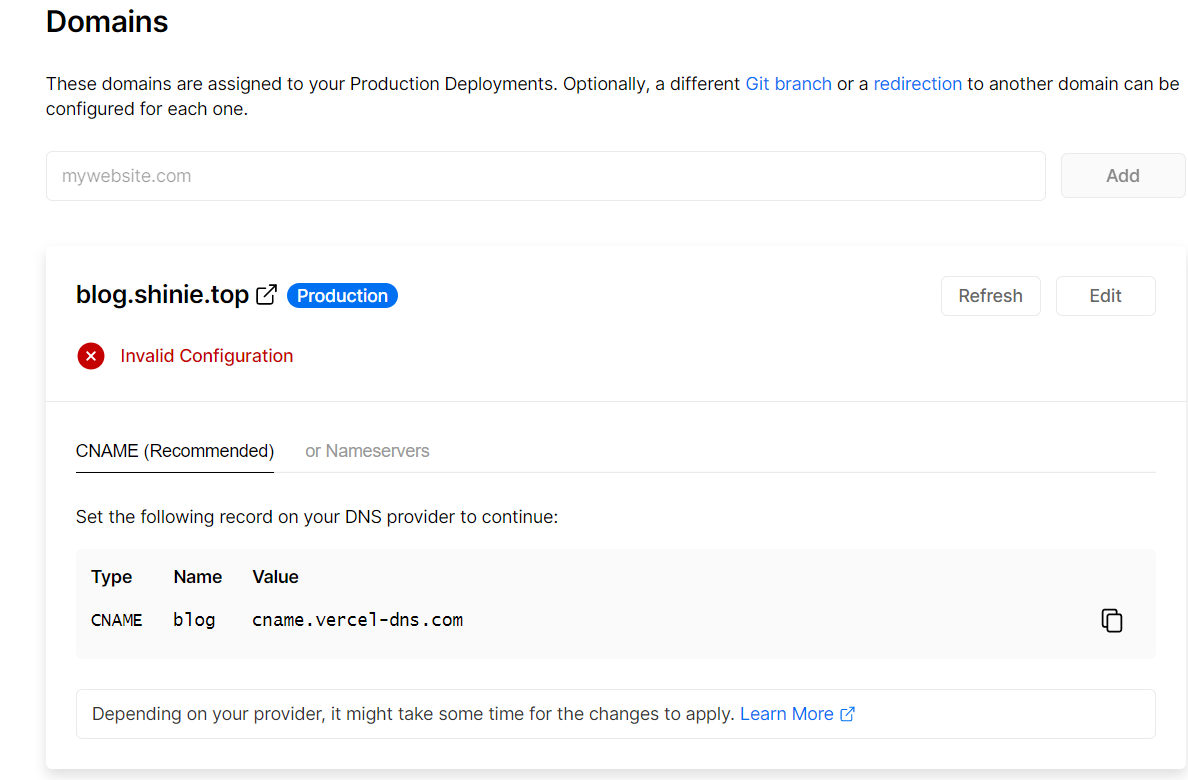 Domains
These domains are assigned to your Production Deployments. Optionally, a different Git branch or a redirection to another domain can be
configured for each one.
mywebsite.com
Add
blog.shinie.top Production
Refresh
Edit
Invalid Configuration
CNAME (Recommended)
or Nameservers
Set the following record on your DNS provider to continue:
Type Name Value
CNAME blog cname.vercel-dns.com
Depending on your provider, it might take some time for the changes to apply. Learn More